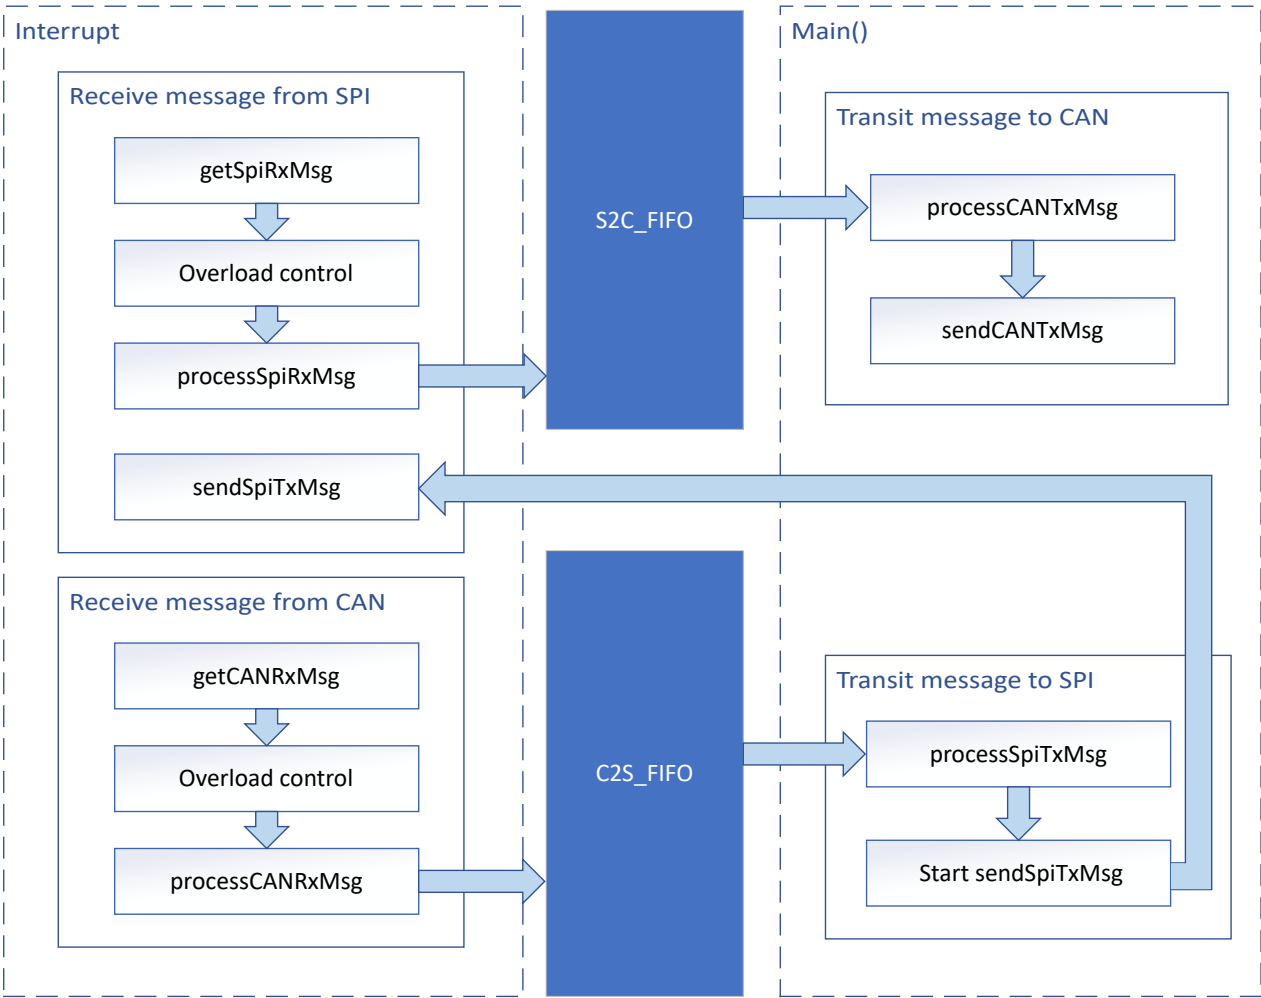 Interrupt
Receive message from SPI
getSpiRxMsg
Overload control
processSpiRxMsg
sendSpiTxMsg
Receive message from CAN
getCANRxMsg
Overload control
processCANRxMsg
S2C_FIFO
C2S_FIFO
Main()
Transit message to CAN
processCANTxMsg
sendCANTxMsg
Transit message to SPI
processSpiTxMsg
Start sendSpiTxMsg